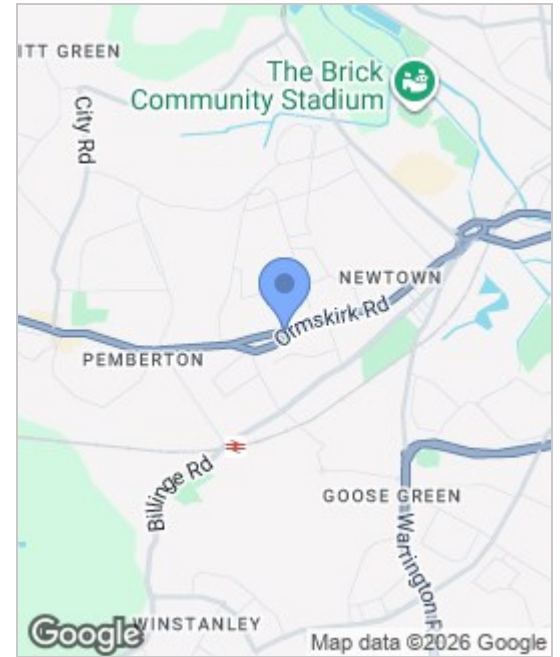 ITT GREEN
The Brick
Community Stadium
City Rd
NEWTOWN
Ormskirk Rd
PEMBERTON
Billinge Rd
GOOSE GREEN
Warrington R
WINSTANLEY
Google
Map data ©2026 Google